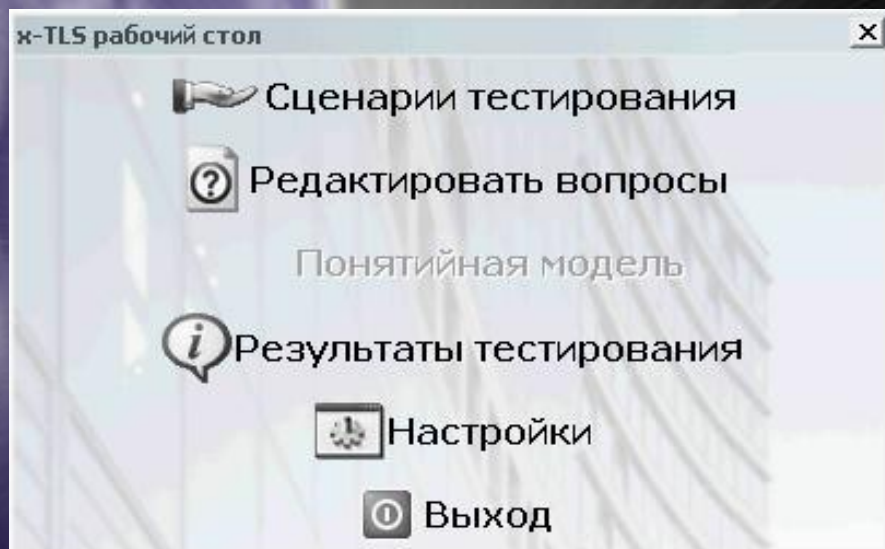 x-TLS рабочий стол
Сценарии тестирования
Редактировать вопросы
Понятийная модель
Результаты тестирования
Настройки
Выход